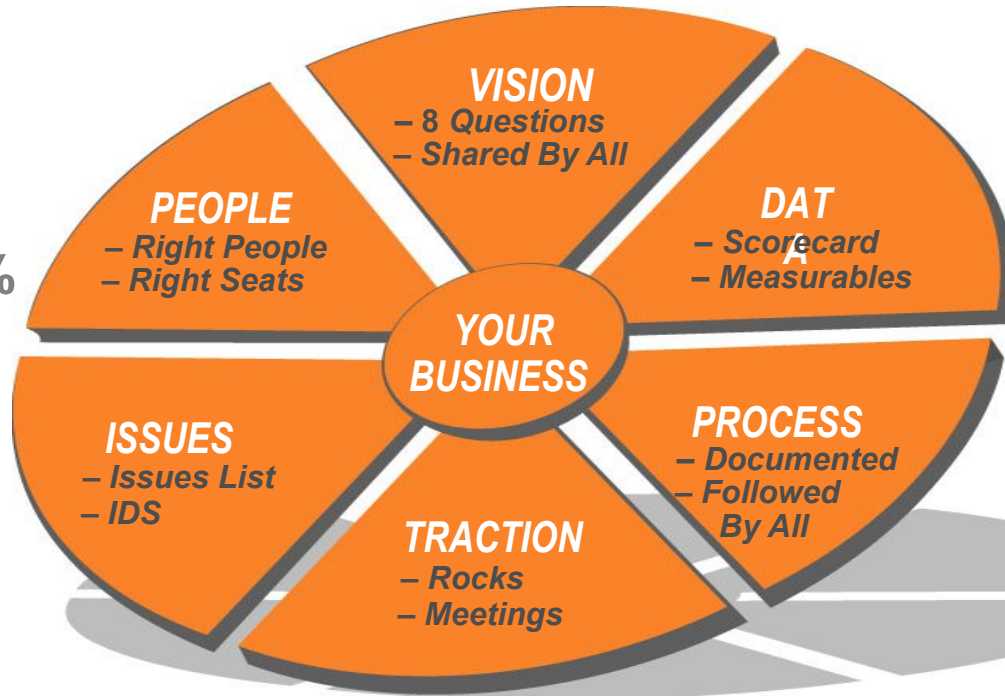 VISION
– 8 Questions
– Shared By All
PEOPLE
– Right People
– Right Seats
DAT
A
– Scorecard
– Measurables
%
YOUR
BUSINESS
ISSUES
– Issues List
– IDS
PROCESS
– Documented
– Followed
By All
TRACTION
– Rocks
– Meetings